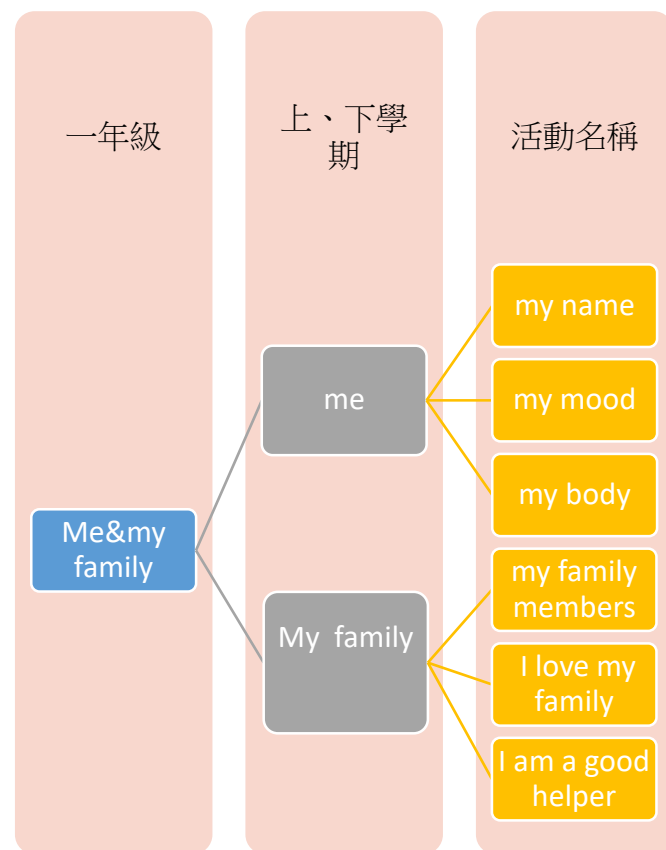 一年級
上、下學
期
活動名稱
Me&my
family
me
My  family
my name
my mood
my body
my family
members
I love my
family
I am a good
helper